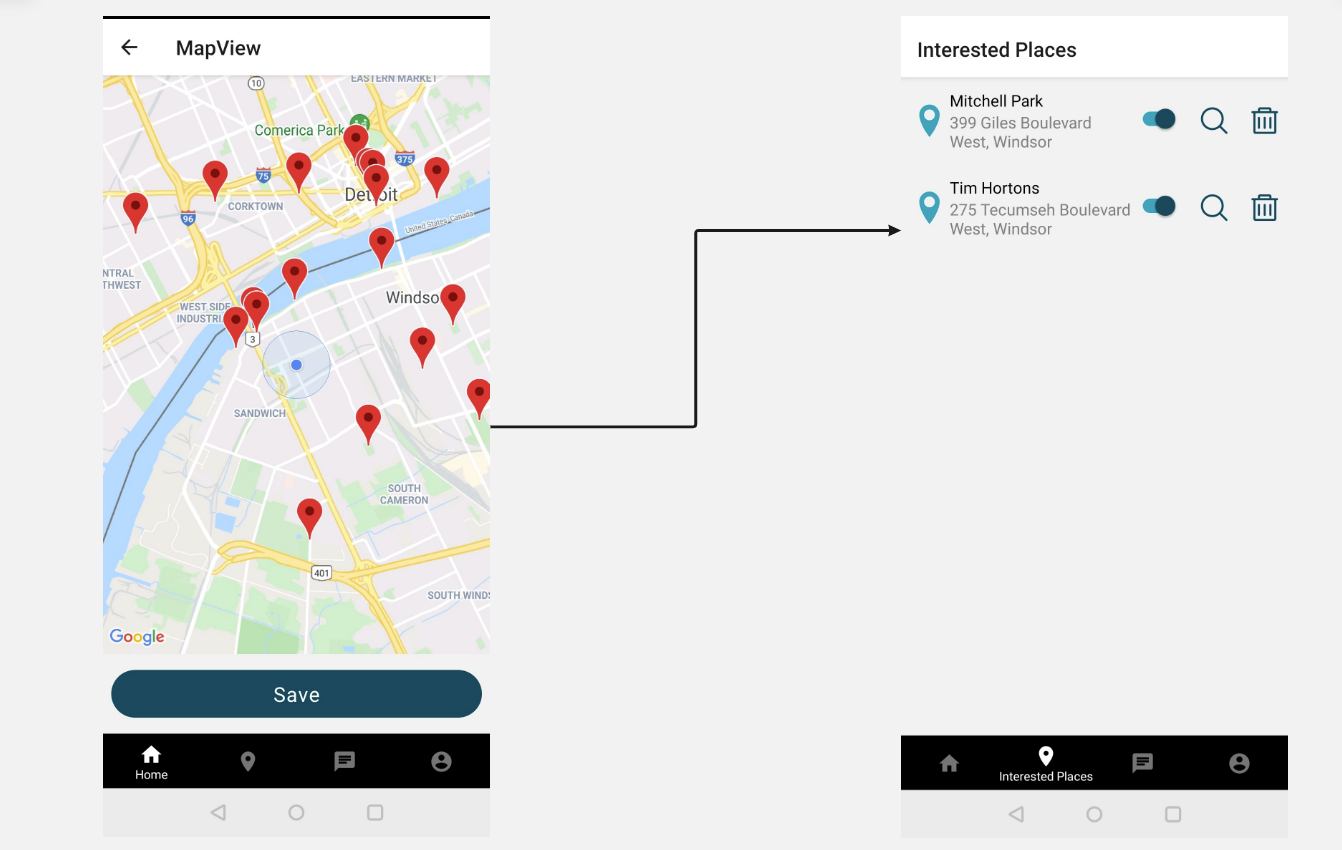 MapView
10
EASTERN MARKET
Comerica Park
375
75
Detroit
CORKTOWN
96
United States
Canada
NTRAL
THWEST
Windso
WEST SIDE
INDUSTRI
3
SANDWICH
SOUTH
CAMERON
401
SOUTH WINDS
Google
Save
Home
Interested Places
Mitchell Park
399 Giles Boulevard
West, Windsor
Tim Hortons
275 Tecumseh Boulevard
West, Windsor
Interested Places